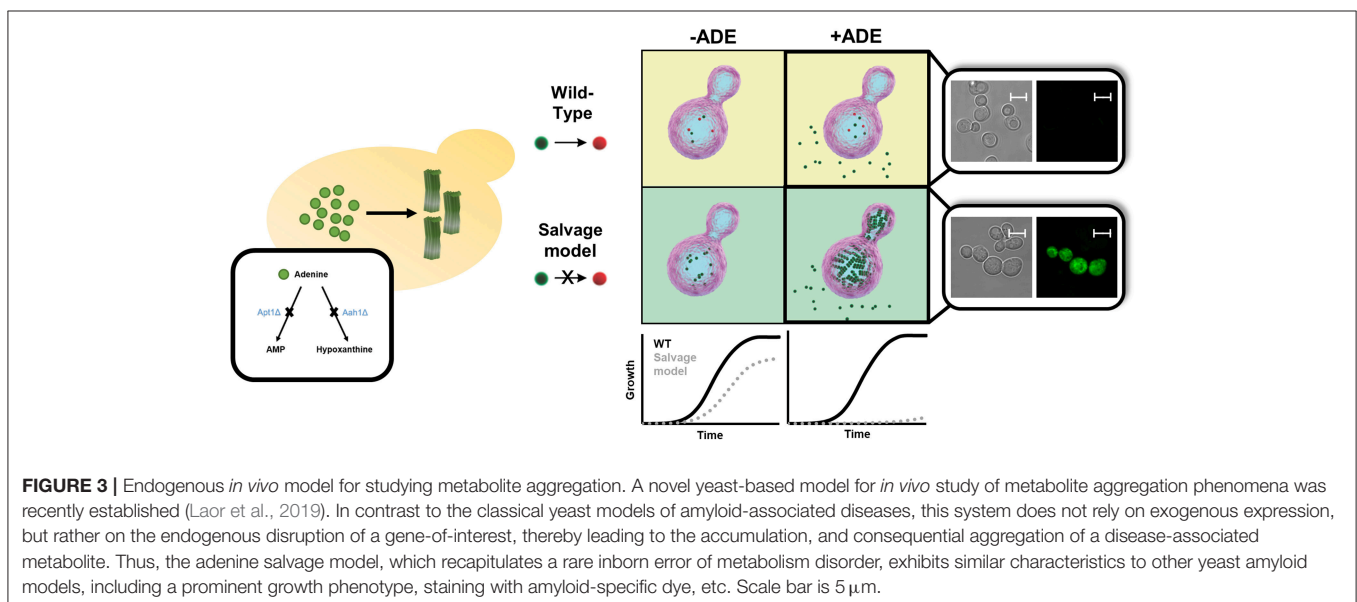 -ADE
+ADE
Wild-
Type
Salvage
model
X
Adenine
Apt1Δ
Aah1Δ
AMP
Hypoxanthine
WT
Salvage
model
Growth
Time
Time
FIGURE 3 | Endogenous in vivo model for studying metabolite aggregation. A novel yeast-based model for in vivo study of metabolite aggregation phenomena was
recently established (Laor et al., 2019). In contrast to the classical yeast models of amyloid-associated diseases, this system does not rely on exogenous expression,
but rather on the endogenous disruption of a gene-of-interest, thereby leading to the accumulation, and consequential aggregation of a disease-associated
metabolite. Thus, the adenine salvage model, which recapitulates a rare inborn error of metabolism disorder, exhibits similar characteristics to other yeast amyloid
models, including a prominent growth phenotype, staining with amyloid-specific dye, etc. Scale bar is 5 μm.